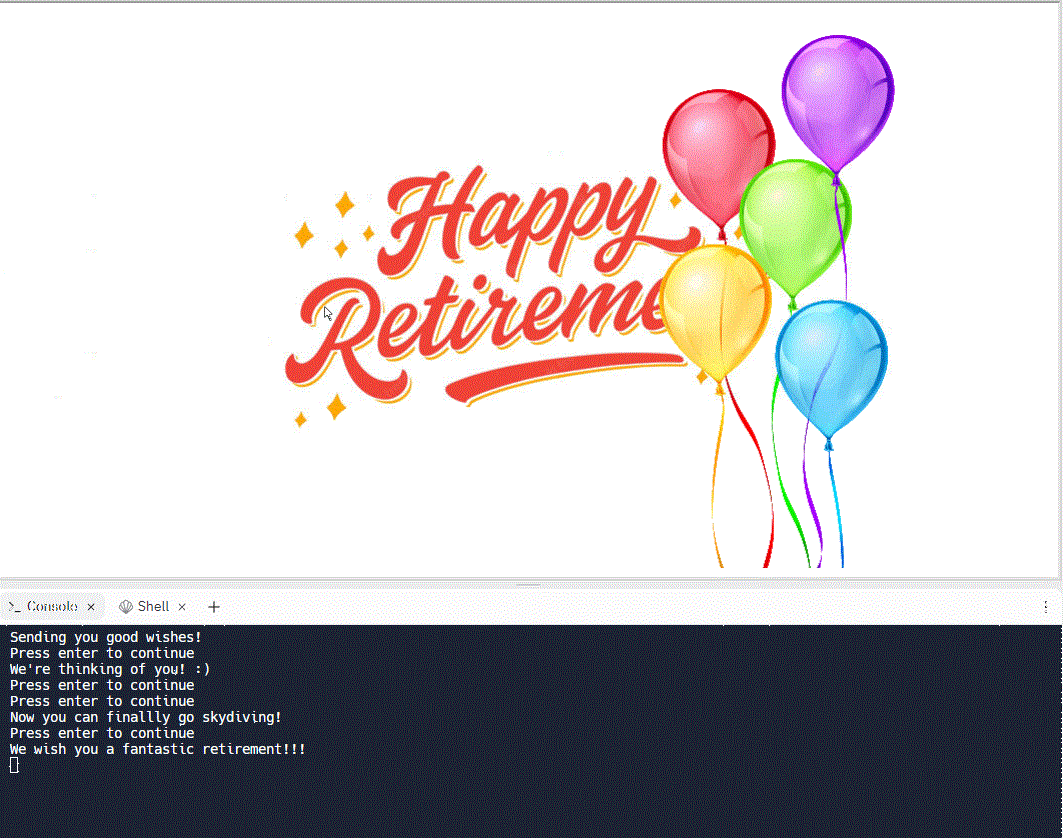 Happy
Retireme
Console
Shell
Sending you good wishes!
Press enter to continue
We're thinking of you! :)
Press enter to continue
Press enter to continue
Now you can finallly go skydiving!
Press enter to continue
We wish you a fantastic retirement!!!